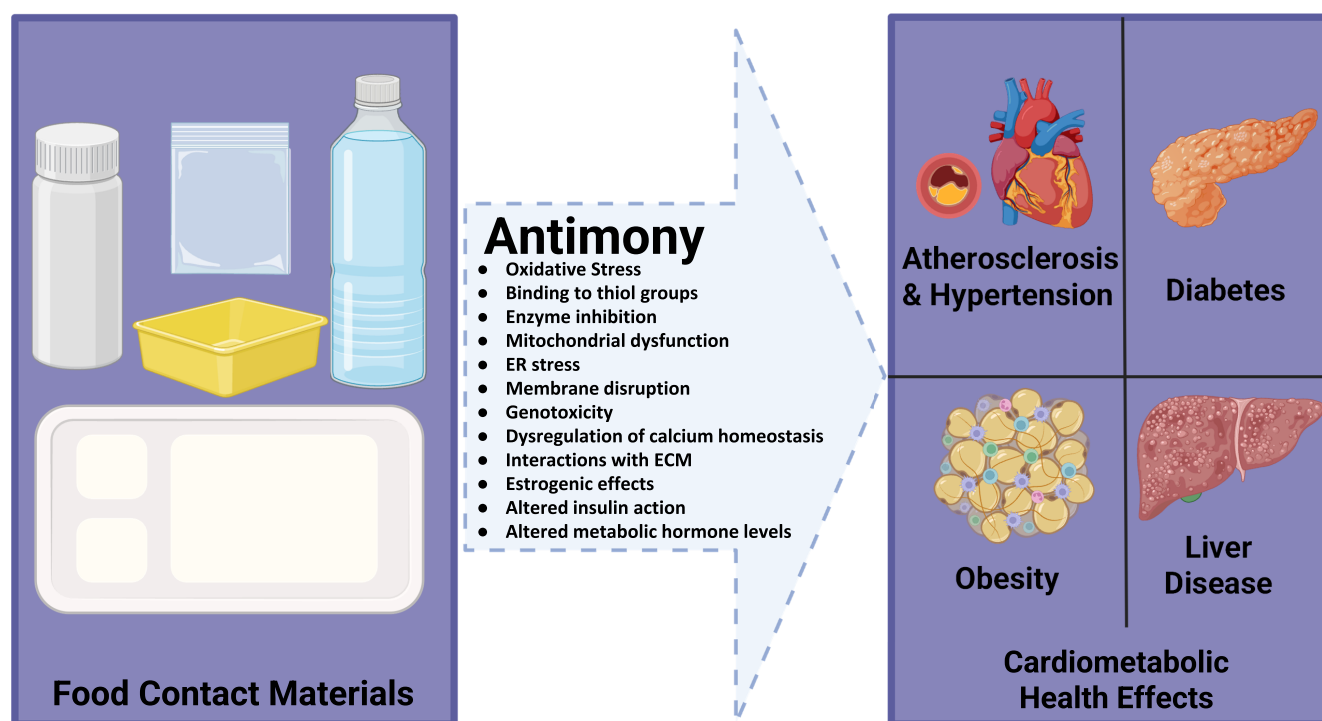 Food Contact Materials
Antimony
● Oxidative Stress
● Binding to thiol groups
● Enzyme inhibition
● Mitochondrial dysfunction
● ER stress
● Membrane disruption
● Genotoxicity
● Dysregulation of calcium homeostasis
● Interactions with ECM
● Estrogenic effects
● Altered insulin action
● Altered metabolic hormone levels
Atherosclerosis
& Hypertension
Diabetes
Obesity
Liver
Disease
Cardiometabolic
Health Effects